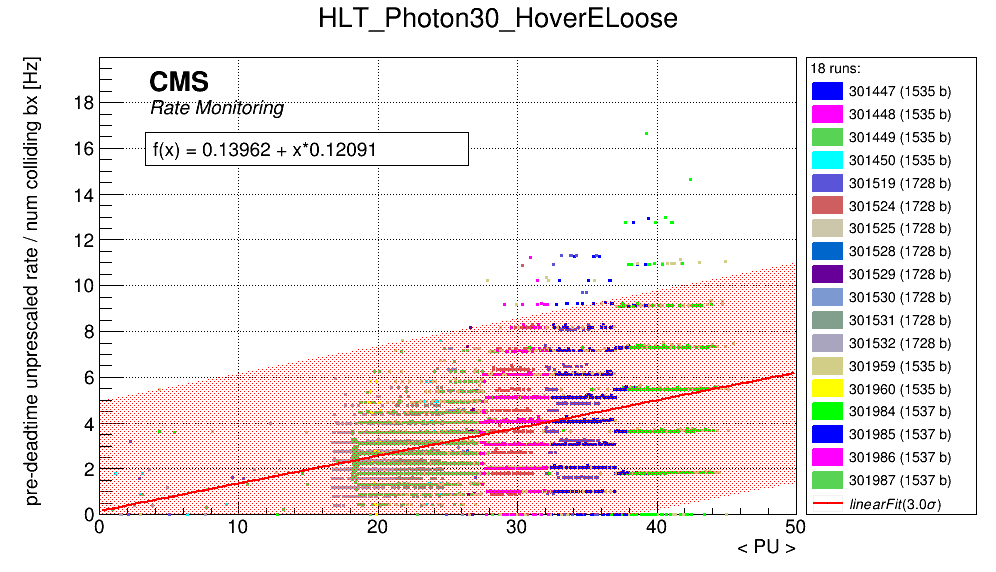 HLT_Photon30_HoverELoose
pre-deadtime unprescaled rate / num colliding bx [Hz]
CMS
Rate Monitoring
f(x) = 0.13962 + x*0.12091
18
16
14
12
10
8
6
4
2
0
0 10 20 30 40 50
< PU >
18 runs:
301447 (1535 b)
301448 (1535 b)
301449 (1535 b)
301450 (1535 b)
301519 (1728 b)
301524 (1728 b)
301525 (1728 b)
301528 (1728 b)
301529 (1728 b)
301530 (1728 b)
301531 (1728 b)
301532 (1728 b)
301959 (1535 b)
301960 (1535 b)
301984 (1537 b)
301985 (1537 b)
301986 (1537 b)
301987 (1537 b)
linearFit(3.0σ)